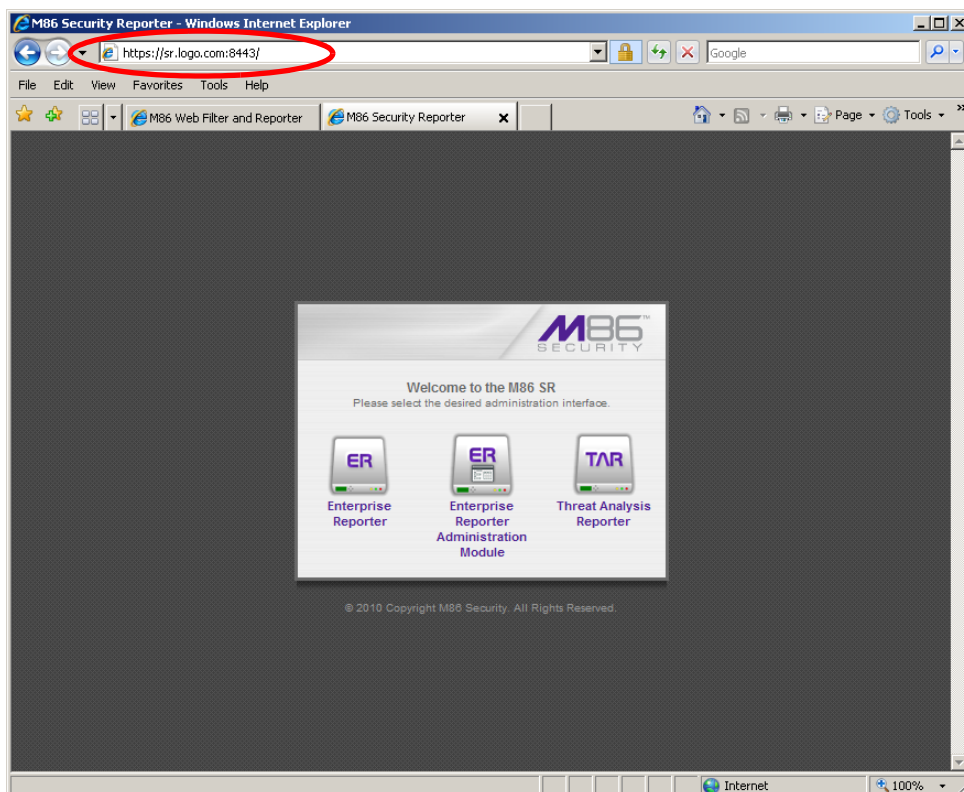 M86 Security Reporter - Windows Internet Explorer
https://sr.logo.com:8443/
Google
File Edit View Favorites Tools Help
M86 Web Filter and Reporter
M86 Security Reporter
Page
Tools
M86™
SECURITY
Welcome to the M86 SR
Please select the desired administration interface.
ER
ER
TAR
Enterprise Reporter
Enterprise Reporter Administration Module
Threat Analysis Reporter
© 2010 Copyright M86 Security. All Rights Reserved.
Internet
100%